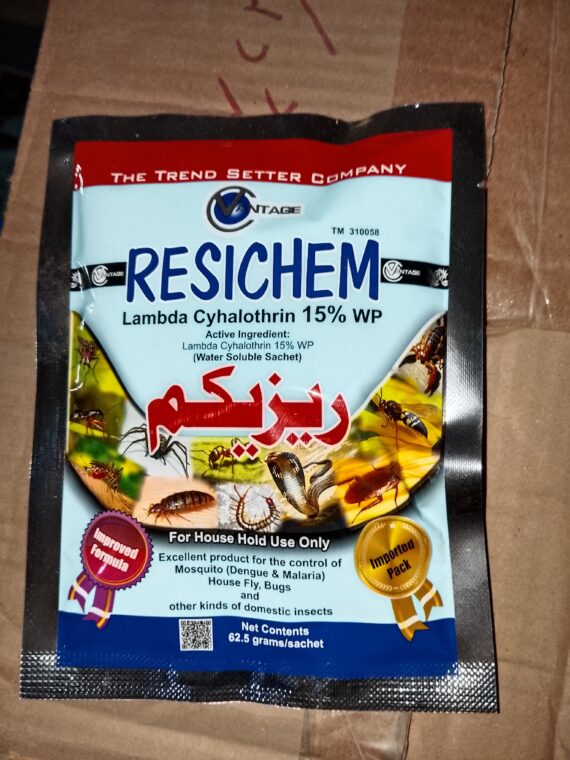 THE TREND SETTER COMPANY
VANTAGE
TM 310058
VANTAGE
RESICHEM
VANTAGE
Lambda Cyhalothrin 15% WP
Active Ingredient:
Lambda Cyhalothrin 15% WP
(Water Soluble Sachet)
ریزیکم
For House Hold Use Only
Improved
Formula
Excellent product for the control of
Mosquito (Dengue & Malaria)
House Fly, Bugs
and
other kinds of domestic insects
Imported
Pack
Net Contents
62.5 grams/sachet